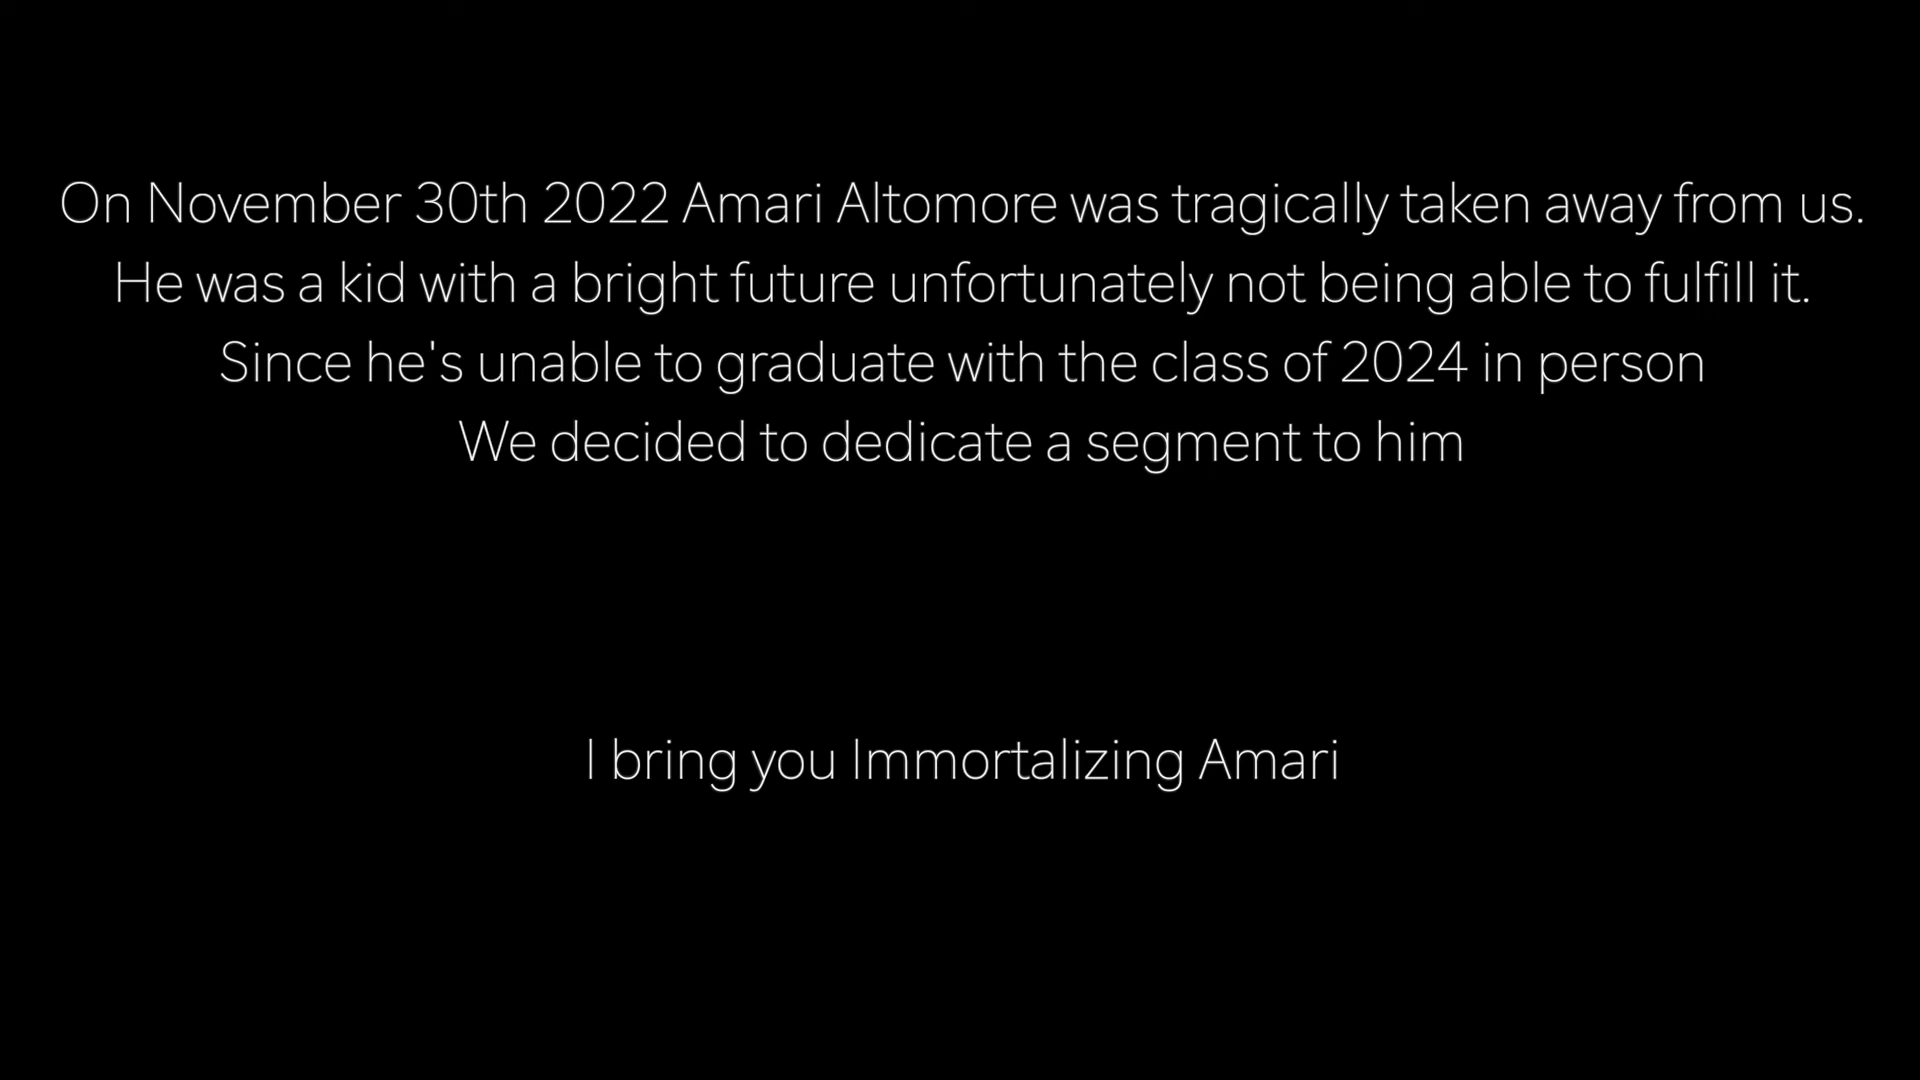 On November 30th 2022 Amari Altomore was tragically taken away from us.
He was a kid with a bright future unfortunately not being able to fulfill it.
Since he's unable to graduate with the class of 2024 in person
We decided to dedicate a segment to him
I bring you Immortalizing Amari